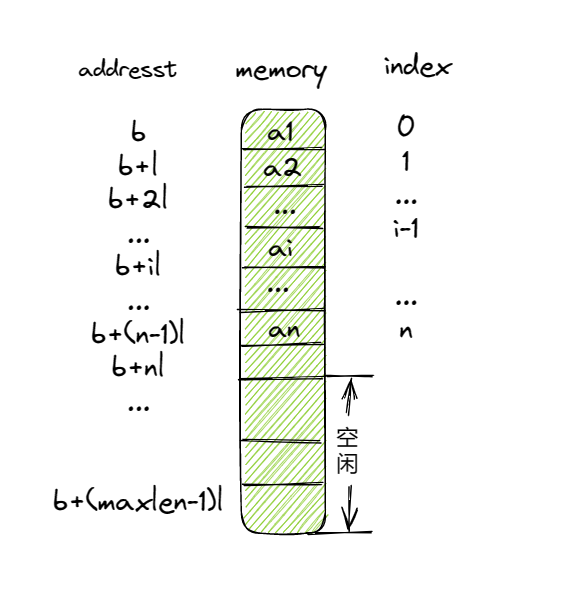 addresst memory index
b a1 0
b+l a2 1
b+2l ... ...
... i-1
b+il ai
... ... ...
b+(n-1)l an n
b+nl
...
空闲
b+(maxlen-1)l